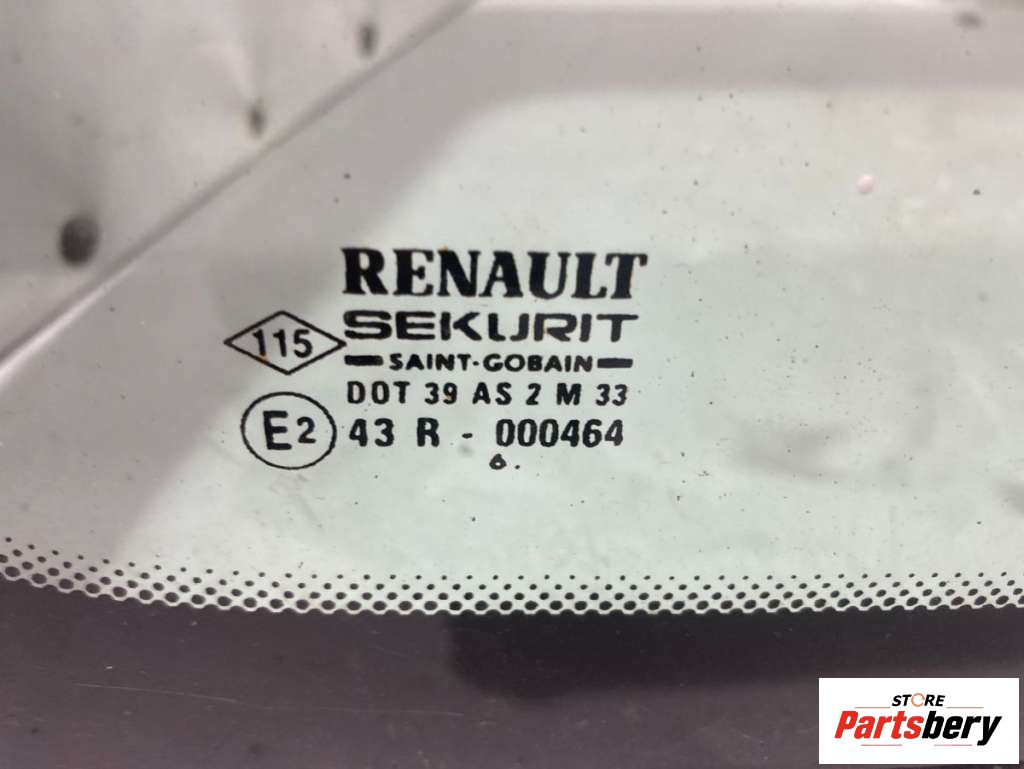 RENAULT
115
SEKURIT
SAINT-GOBAIN
DOT 39 AS 2 M 33
E2 43 R - 000464
6.
STORE
Partsbery